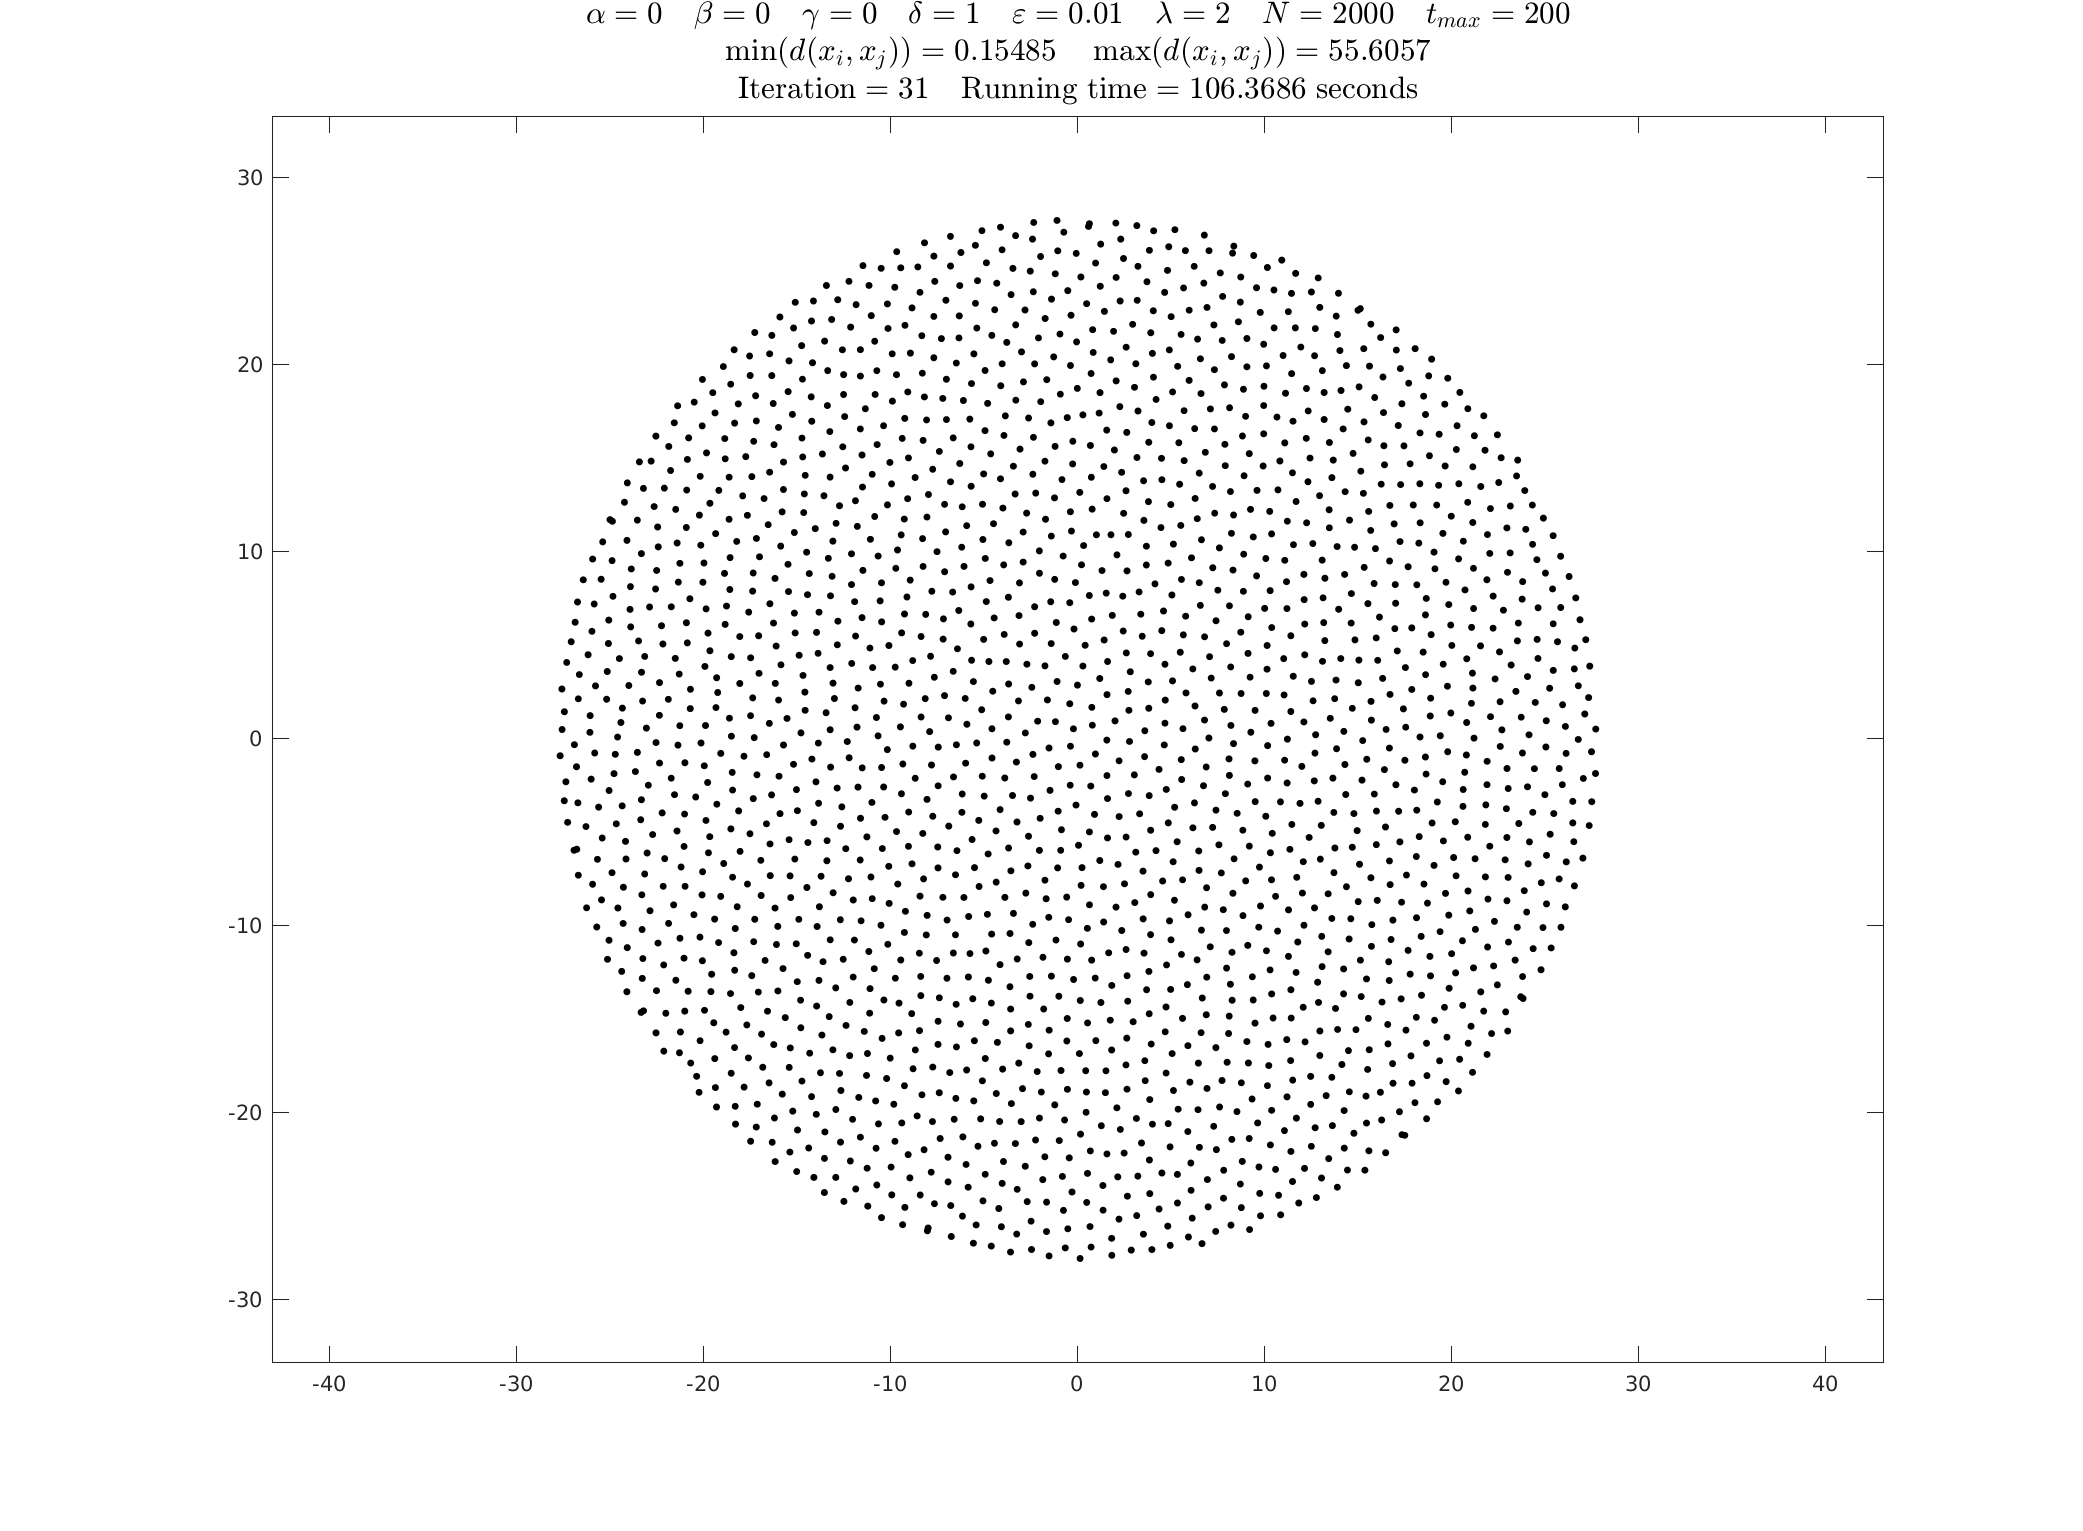 α = 0 β = 0 γ = 0 δ = 1 ε = 0.01 λ = 2 N = 2000 t_max = 200
min(d(x_i, x_j)) = 0.15485 max(d(x_i, x_j)) = 55.6057
Iteration = 31 Running time = 106.3686 seconds
30
20
10
0
-10
-20
-30
-40 -30 -20 -10 0 10 20 30 40